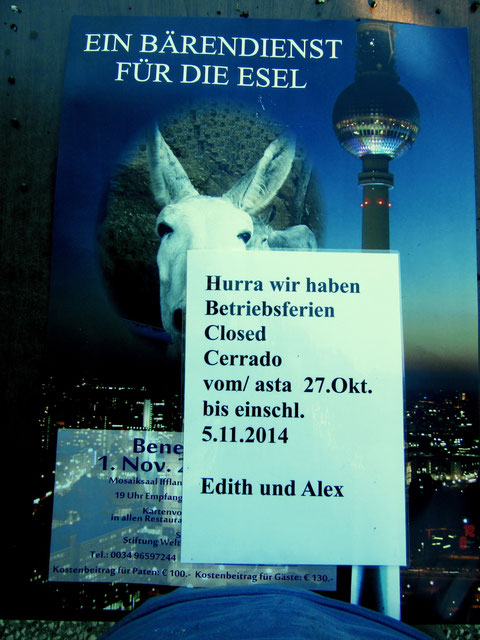 EIN BÄRENDIENST
FÜR DIE ESEL
Hurra wir haben
Betriebsferien
Closed
Cerrado
vom/ asta 27.Okt.
bis einschl.
5.11.2014
Edith und Alex
Bene
1. Nov. 2
Mosaiksaal Iffla
19 Uhr Empfang
Kartenvo
in allen Restaura
S
Stiftung Wel
Tel.: 0034 96597244
Kostenbeitrag für Paten: € 100.- Kostenbeitrag für Gäste: € 130.-